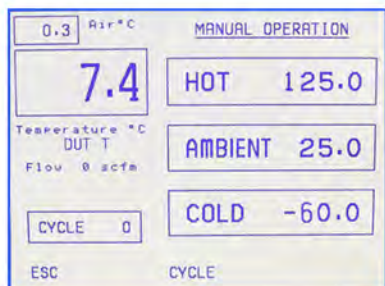 0.3 Air°C
7.4
Temperature °C
DUT T
Flow 0 scfm
CYCLE 0
ESC
MANUAL OPERATION
HOT 125.0
AMBIENT 25.0
COLD -60.0
CYCLE